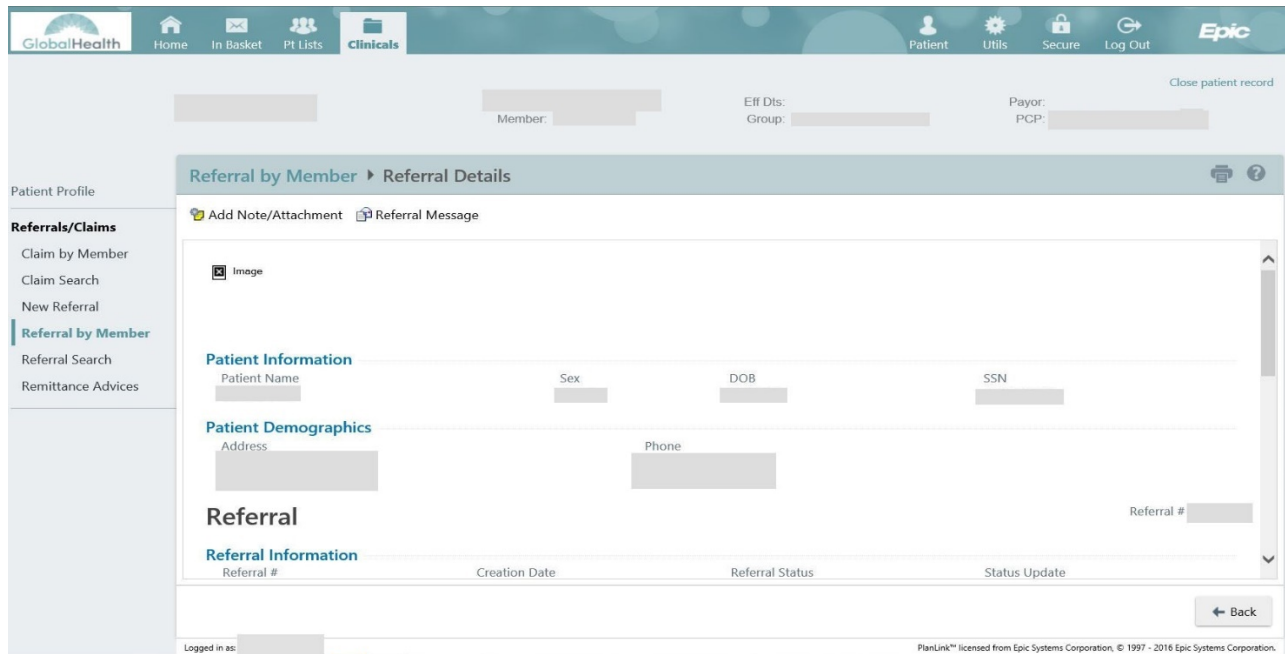 GlobalHealth
Home In Basket Pt Lists Clinicals Patient Utils Secure Log Out Epic
Close patient record
Eff Dts: Payor:
Member: Group: PCP:
Patient Profile
Referrals/Claims
Claim by Member
Claim Search
New Referral
Referral by Member
Referral Search
Remittance Advices
Referral by Member Referral Details
Add Note/Attachment Referral Message
Image
Patient Information
Patient Name Sex DOB SSN
Patient Demographics
Address Phone
Referral Referral #
Referral Information
Referral # Creation Date Referral Status Status Update
Back
Logged in as: PlanLink℠ licensed from Epic Systems Corporation, © 1997 - 2016 Epic Systems Corporation.